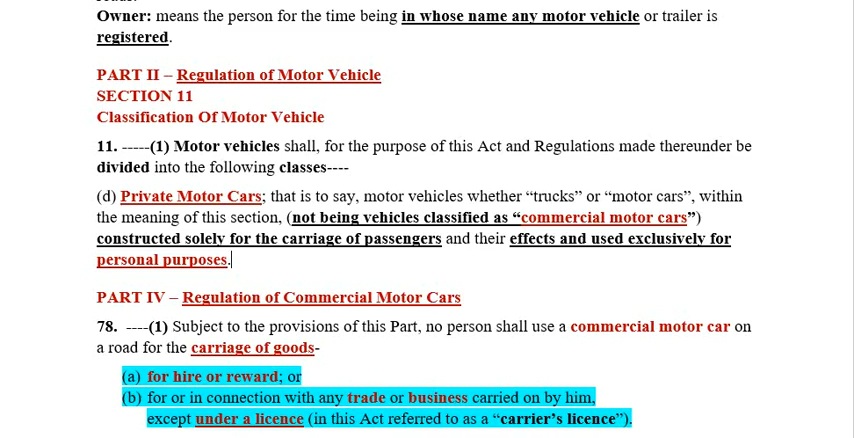 Owner: means the person for the time being in whose name any motor vehicle or trailer is
registered.
PART II – Regulation of Motor Vehicle
SECTION 11
Classification Of Motor Vehicle
11. -----(1) Motor vehicles shall, for the purpose of this Act and Regulations made thereunder be
divided into the following classes----
(d) Private Motor Cars; that is to say, motor vehicles whether “trucks” or “motor cars”, within
the meaning of this section, (not being vehicles classified as “commercial motor cars”)
constructed solely for the carriage of passengers and their effects and used exclusively for
personal purposes.
PART IV – Regulation of Commercial Motor Cars
78. ----(1) Subject to the provisions of this Part, no person shall use a commercial motor car on
a road for the carriage of goods-
(a) for hire or reward; or
(b) for or in connection with any trade or business carried on by him,
except under a licence (in this Act referred to as a “carrier’s licence”).